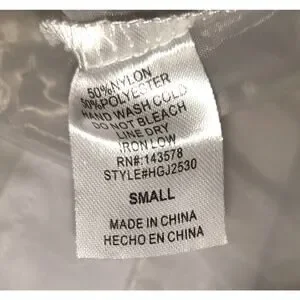 50%NYLON
50%POLYESTER
HAND WASH COLD
DO NOT BLEACH
LINE DRY
IRON LOW
RN#:143578
STYLE#HGJ2530
SMALL
MADE IN CHINA
HECHO EN CHINA